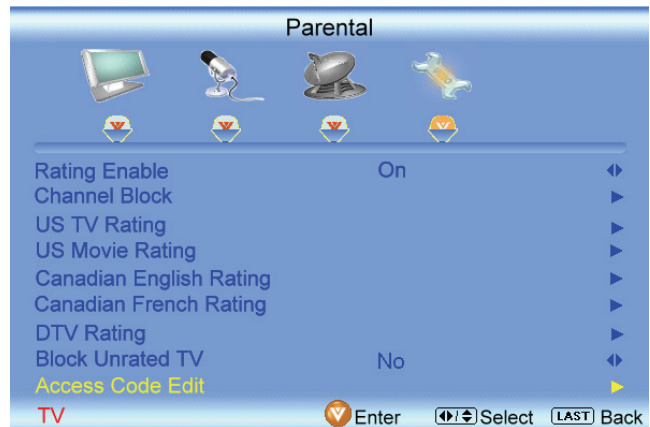 Parental
Rating Enable On
Channel Block
US TV Rating
US Movie Rating
Canadian English Rating
Canadian French Rating
DTV Rating
Block Unrated TV No
Access Code Edit
TV V Enter Select LAST Back